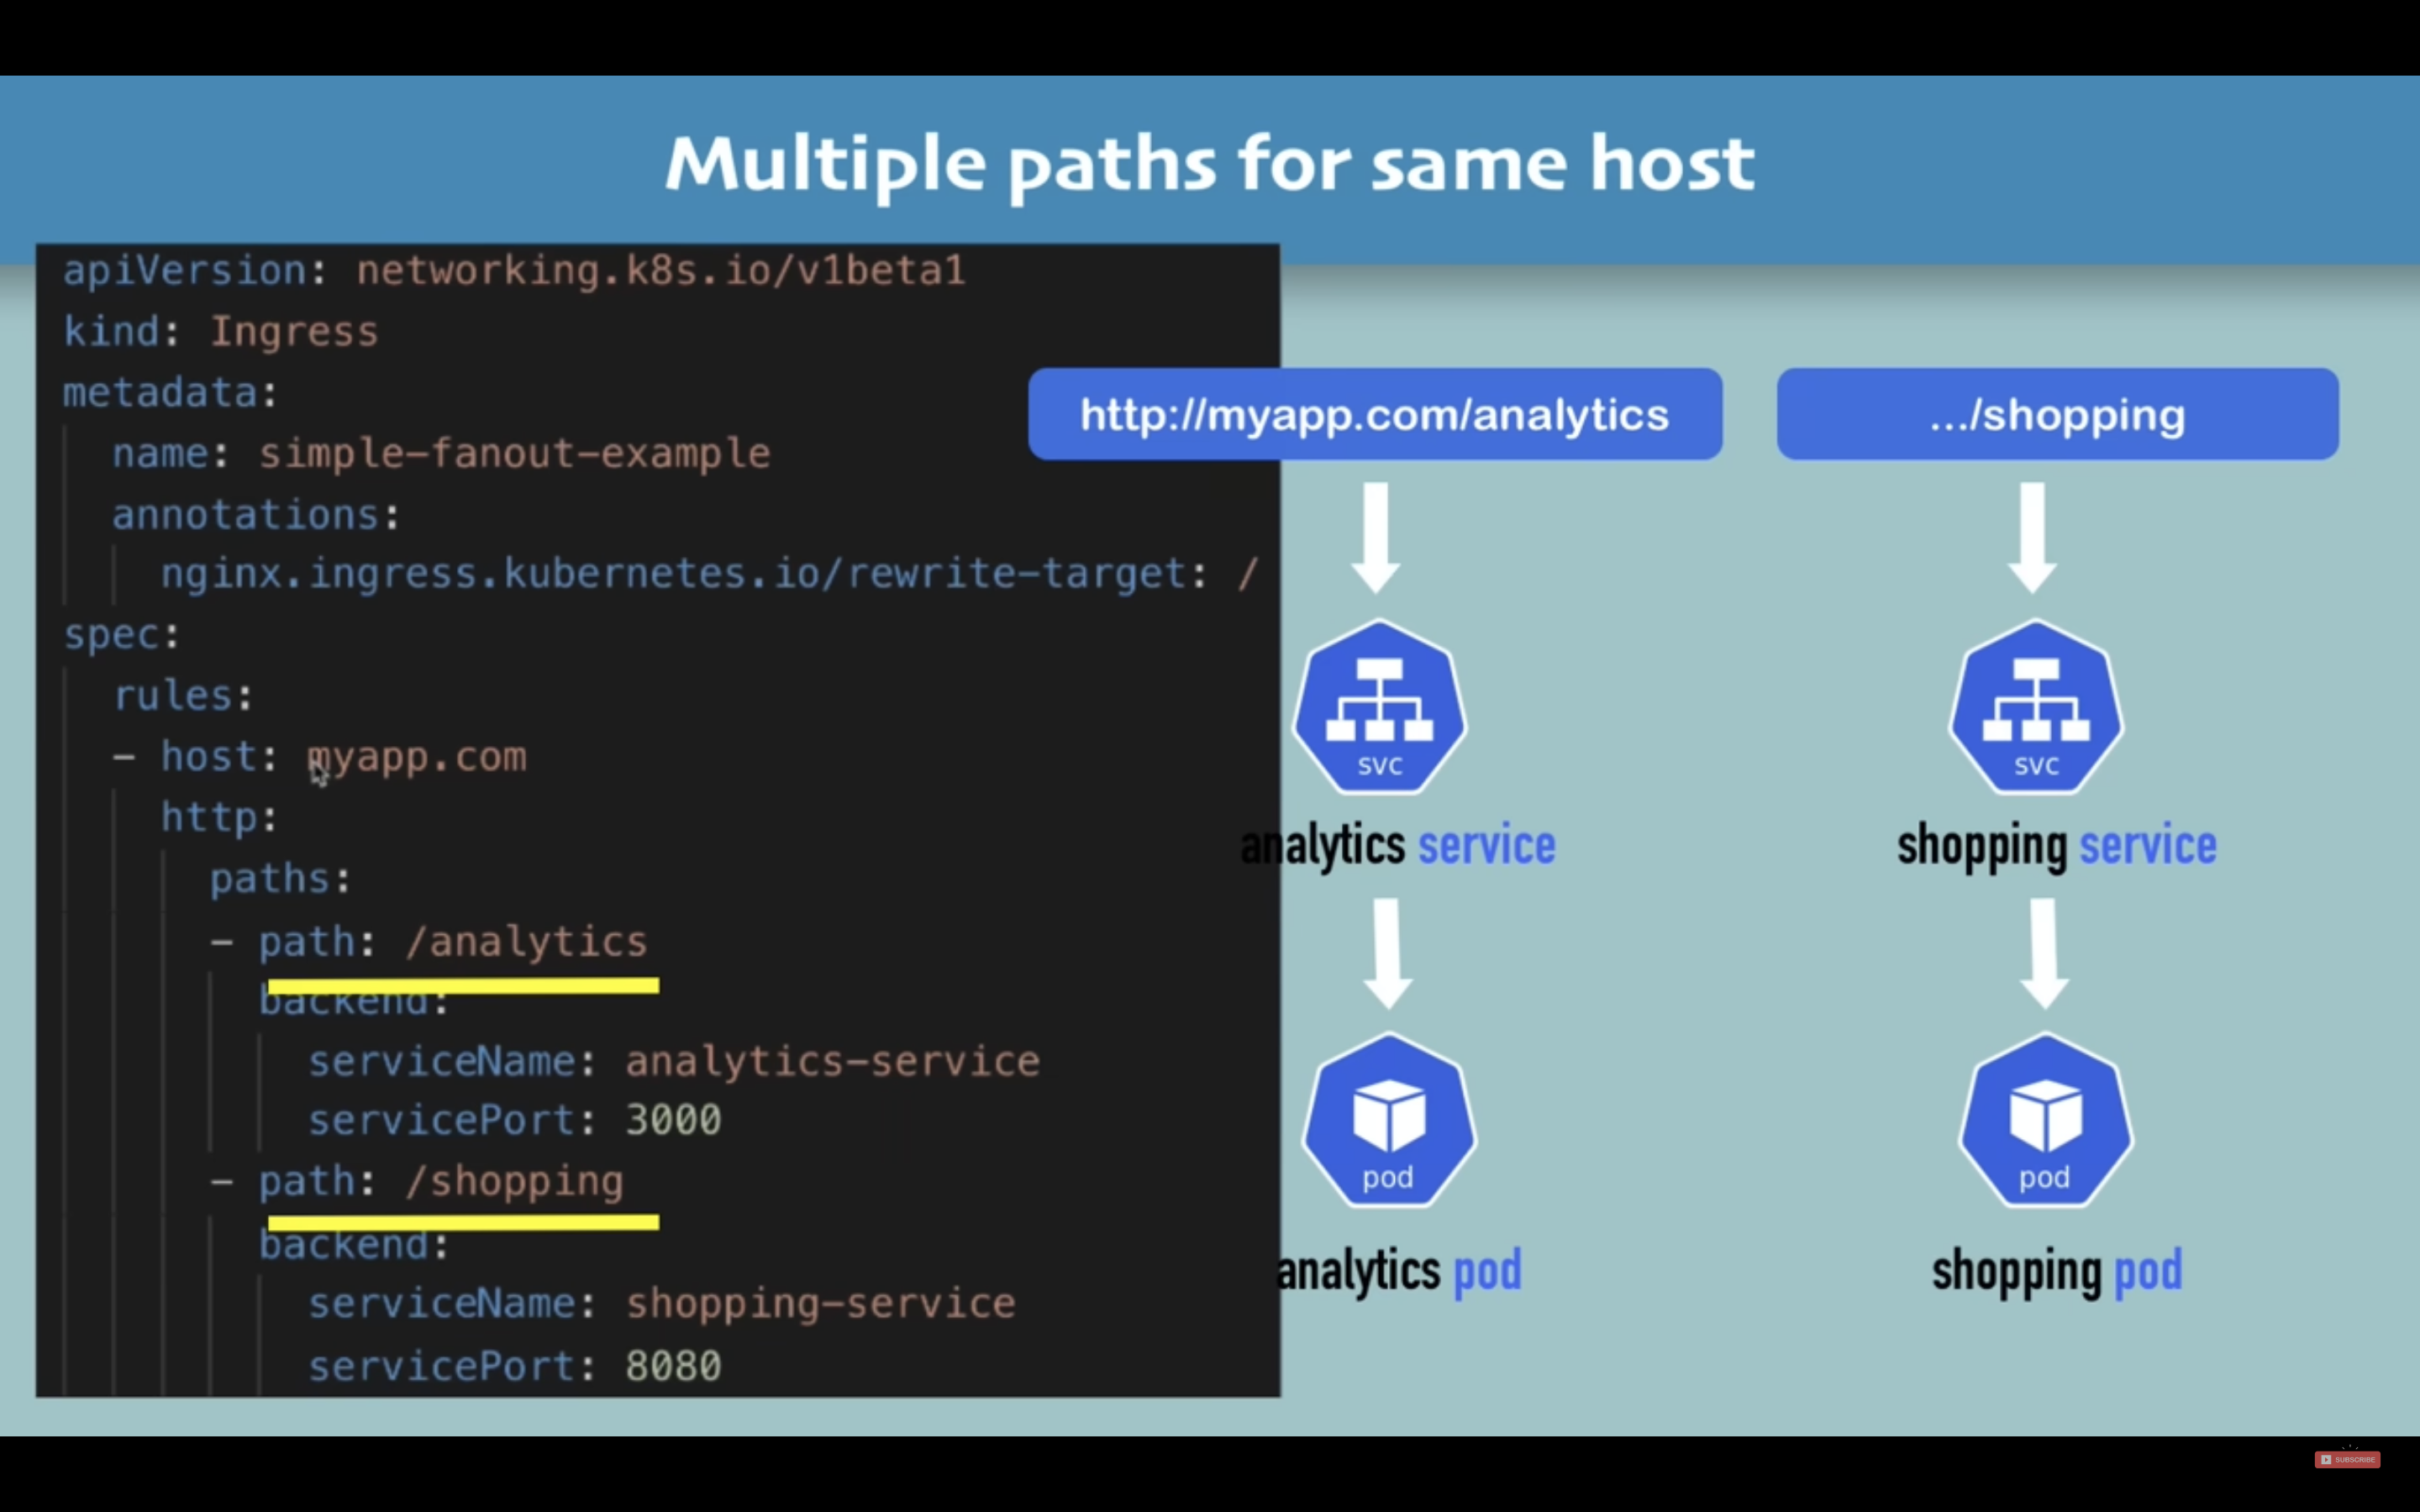 Multiple paths for same host
apiVersion: networking.k8s.io/v1beta1
kind: Ingress
metadata:
name: simple-fanout-example
annotations:
nginx.ingress.kubernetes.io/rewrite-target: /
spec:
rules:
- host: myapp.com
http:
paths:
- path: /analytics
backend:
serviceName: analytics-service
servicePort: 3000
- path: /shopping
backend:
serviceName: shopping-service
servicePort: 8080
http://myapp.com/analytics
svc
analytics service
pod
analytics pod
.../shopping
svc
shopping service
pod
shopping pod
SUBSCRIBE